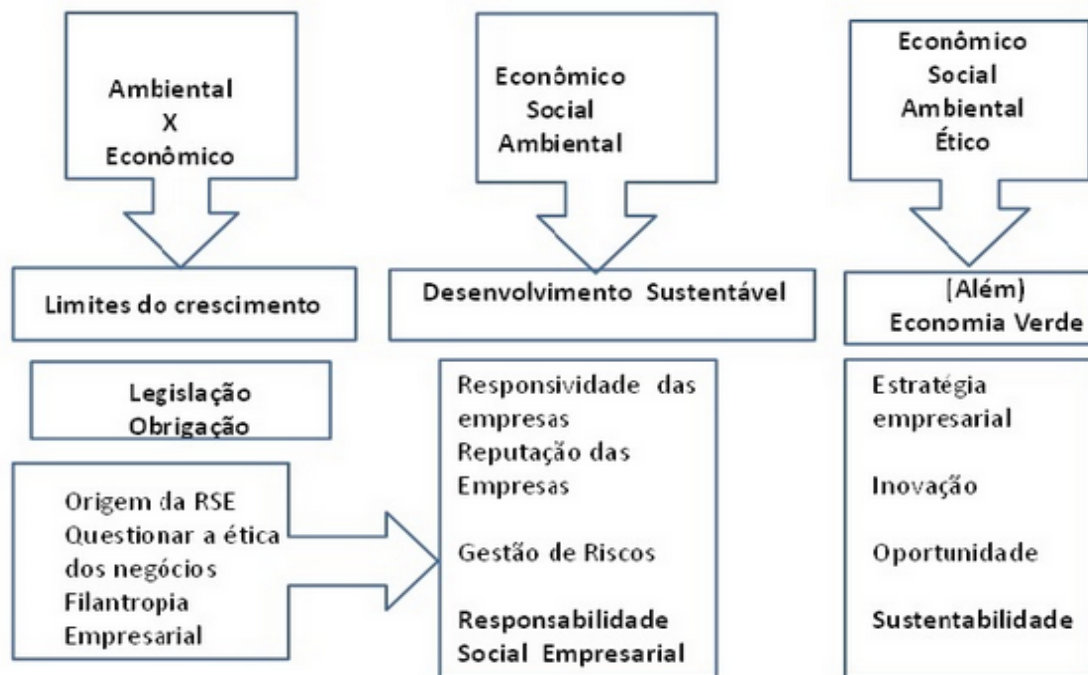 Ambiental
X
Econômico
Econômico
Social
Ambiental
Econômico
Social
Ambiental
Ético
Limites do crescimento
Desenvolvimento Sustentável
(Além)
Economia Verde
Legislação
Obrigação
Origem da RSE
Questionar a ética
dos negócios
Filantropia
Empresarial
Responsividade das
empresas
Reputação das
Empresas
Gestão de Riscos
Responsabilidade
Social Empresarial
Estratégia
empresarial
Inovação
Oportunidade
Sustentabilidade